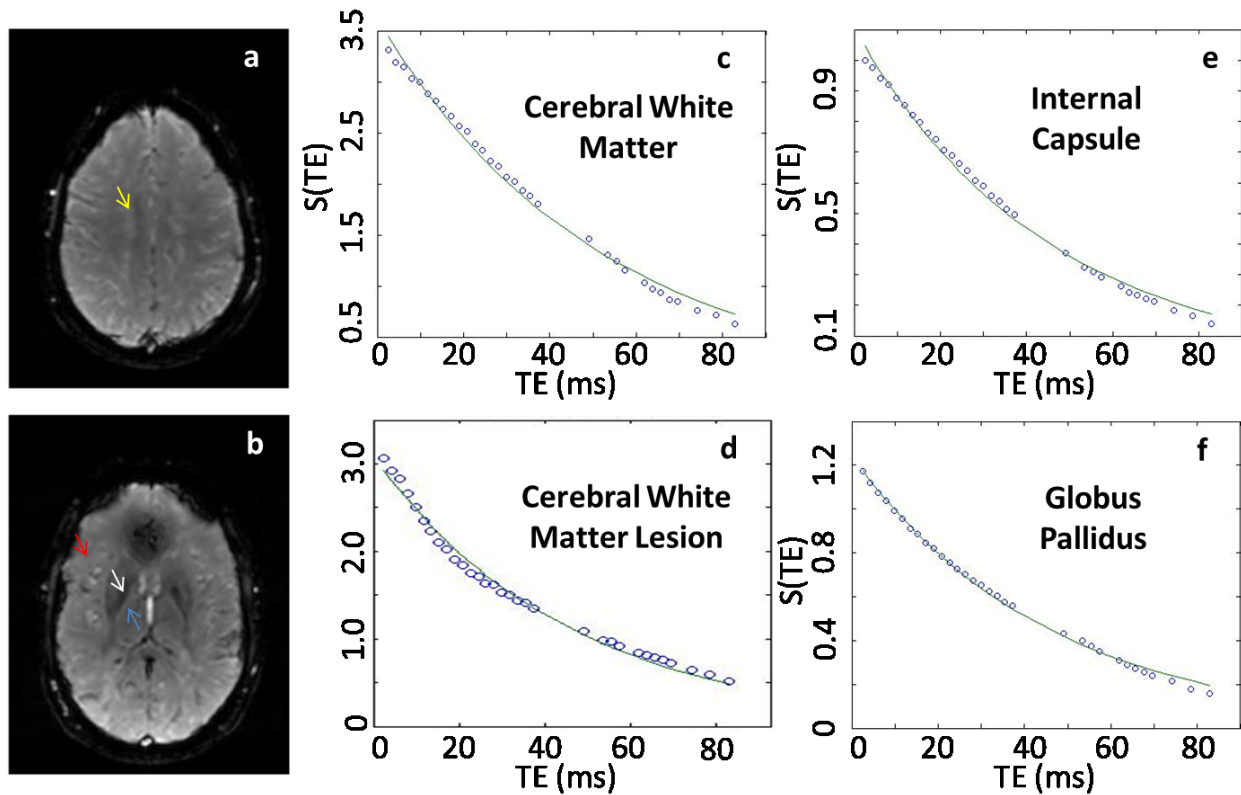 a
c
Cerebral White
Matter
S(TE)
3.5
2.5
1.5
0.5
0 20 40 60 80
TE (ms)
e
Internal
Capsule
S(TE)
0.9
0.5
0.1
0 20 40 60 80
TE (ms)
b
d
Cerebral White
Matter Lesion
S(TE)
3.0
2.0
1.0
0
0 20 40 60 80
TE (ms)
f
Globus
Pallidus
S(TE)
1.2
0.8
0.4
0
0 20 40 60 80
TE (ms)